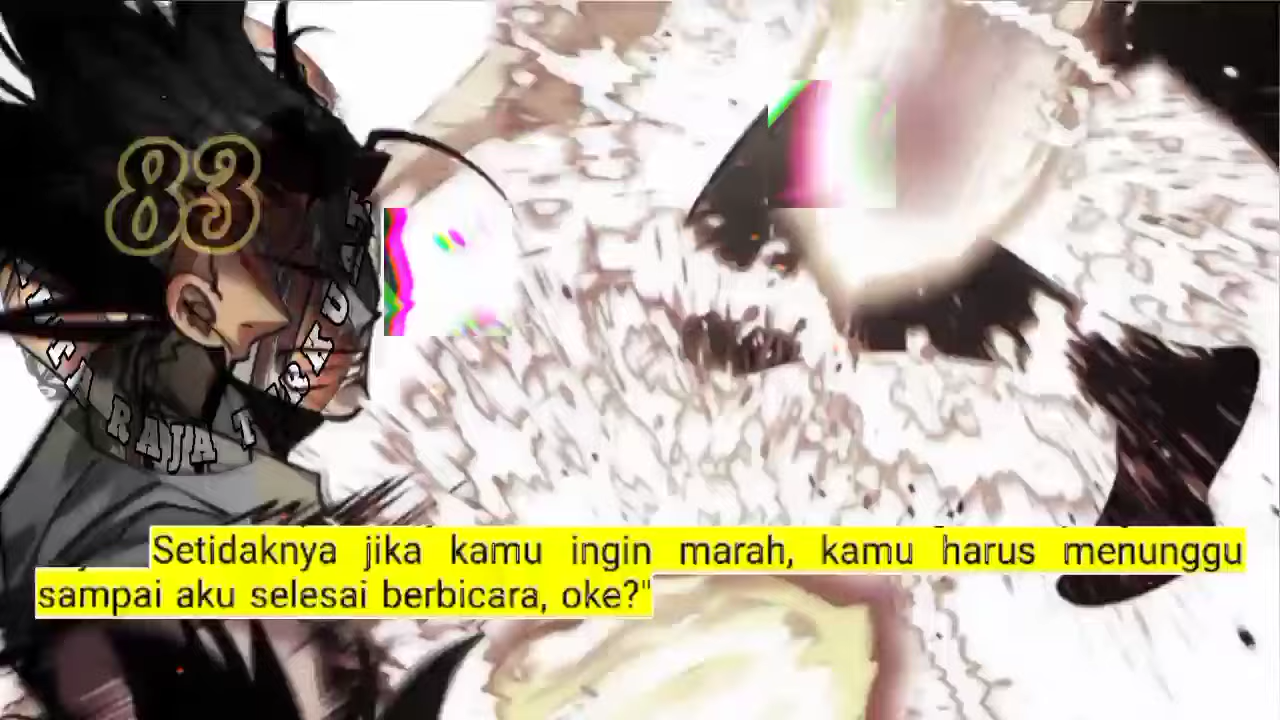 83
RAJA
Setidaknya jika kamu ingin marah, kamu harus menunggu
sampai aku selesai berbicara, oke?"